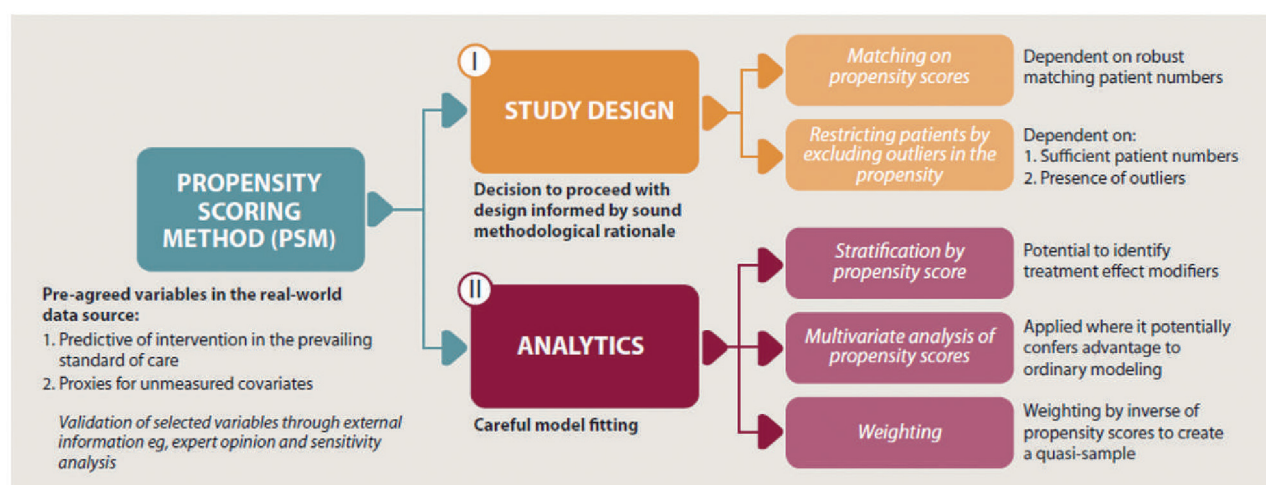 PROPENSITY
SCORING
METHOD (PSM)
Pre-agreed variables in the real-world
data source:
1. Predictive of intervention in the prevailing
standard of care
2. Proxies for unmeasured covariates
Validation of selected variables through external
information eg, expert opinion and sensitivity
analysis
I
STUDY DESIGN
Decision to proceed with
design informed by sound
methodological rationale
Matching on
propensity scores
Dependent on robust
matching patient numbers
Restricting patients by
excluding outliers in the
propensity
Dependent on:
1. Sufficient patient numbers
2. Presence of outliers
II
ANALYTICS
Careful model fitting
Stratification by
propensity score
Potential to identify
treatment effect modifiers
Multivariate analysis of
propensity scores
Applied where it potentially
confers advantage to
ordinary modeling
Weighting
Weighting by inverse of
propensity scores to create
a quasi-sample